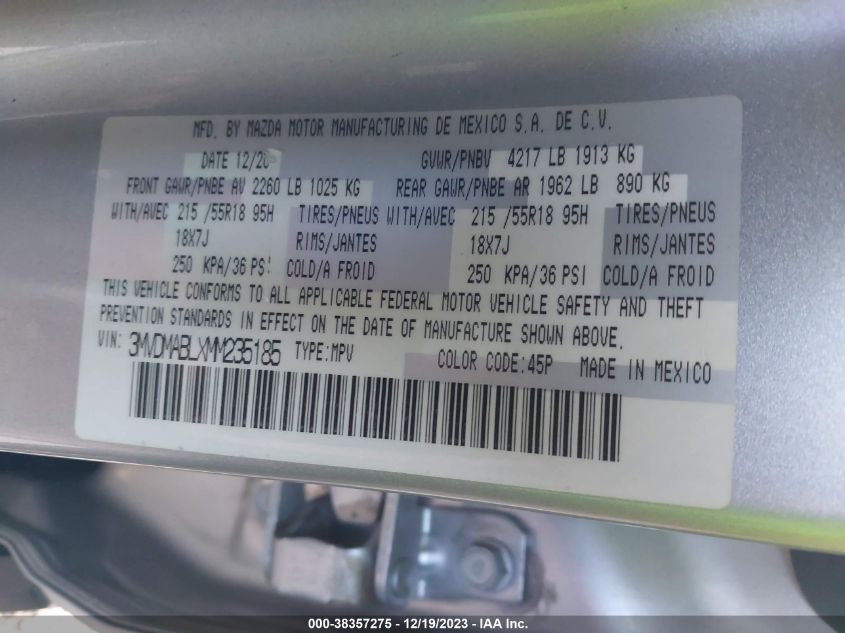 MFD. BY MAZDA MOTOR MANUFACTURING DE MEXICO S.A. DE C.V.
DATE 12/20 GVWR/PNBV 4217 LB 1913 KG
FRONT GAWR/PNBE AV 2260 LB 1025 KG REAR GAWR/PNBE AR 1962 LB 890 KG
WITH/AVEC 215 /55R18 95H TIRES/PNEUS WITH/AVEC 215 /55R18 95H TIRES/PNEUS
18X7J RIMS/JANTES 18X7J RIMS/JANTES
250 KPA/36 PSI COLD/A FROID 250 KPA/36 PSI COLD/A FROID
THIS VEHICLE CONFORMS TO ALL APPLICABLE FEDERAL MOTOR VEHICLE SAFETY AND THEFT
PREVENTION STANDARDS IN EFFECT ON THE DATE OF MANUFACTURE SHOWN ABOVE.
VIN: 3MVDMABLXMM235185 TYPE:MPV COLOR CODE:45P MADE IN MEXICO
000-38357275 - 12/19/2023 - IAA Inc.